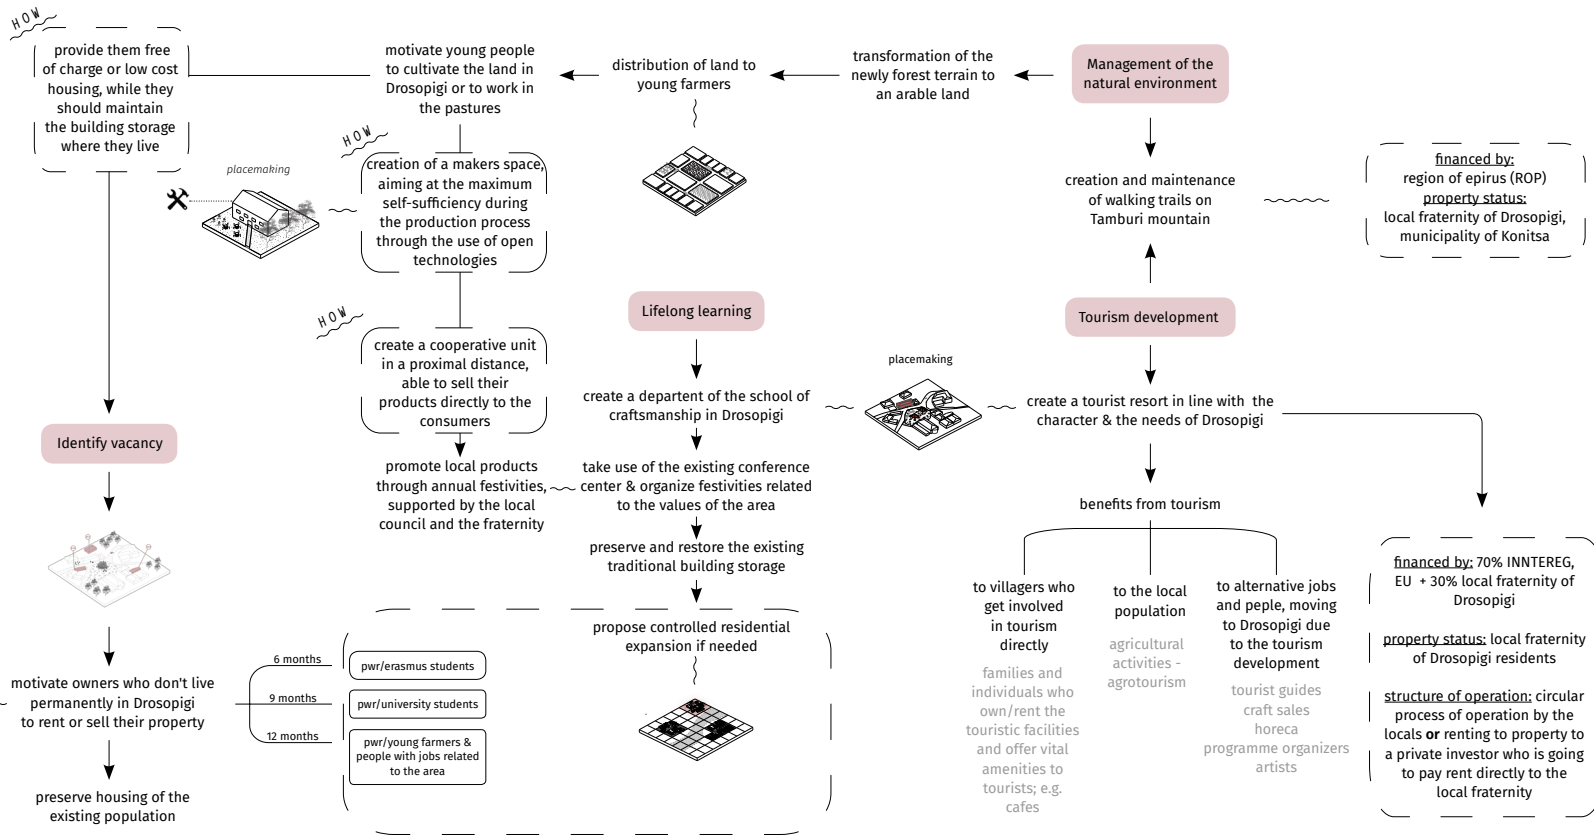 HOW
provide them free
of charge or low cost
housing, while they
should maintain
the building storage
where they live
motivate young people
to cultivate the land in
Drosopigi or to work in
the pastures
distribution of land to
young farmers
transformation of the
newly forest terrain to
an arable land
Management of the
natural environment
HOW
placemaking
creation of a makers space,
aiming at the maximum
self-sufficiency during
the production process
through the use of open
technologies
creation and maintenance
of walking trails on
Tamburi mountain
financed by:
region of epirus (ROP)
property status:
local fraternity of Drosopigi,
municipality of Konitsa
HOW
create a cooperative unit
in a proximal distance,
able to sell their
products directly to the
consumers
promote local products
through annual festivities,
supported by the local
council and the fraternity
Lifelong learning
create a departent of the school of
craftsmanship in Drosopigi
take use of the existing conference
center & organize festivities related
to the values of the area
preserve and restore the existing
traditional building storage
propose controlled residential
expansion if needed
Tourism development
placemaking
create a tourist resort in line with the
character & the needs of Drosopigi
benefits from tourism
to villagers who
get involved
in tourism
directly
families and
individuals who
own/rent the
touristic facilities
and offer vital
amenities to
tourists; e.g.
cafes
to the local
population
agricultural
activities -
agrotourism
to alternative jobs
and peple, moving
to Drosopigi due
to the tourism
development
tourist guides
craft sales
horeca
programme organizers
artists
financed by: 70% INNTEREG,
EU + 30% local fraternity of
Drosopigi
property status: local fraternity
of Drosopigi residents
structure of operation: circular
process of operation by the
locals or renting to property to
a private investor who is going
to pay rent directly to the
local fraternity
Identify vacancy
motivate owners who don't live
permanently in Drosopigi
to rent or sell their property
preserve housing of the
existing population
6 months
pwr/erasmus students
9 months
pwr/university students
12 months
pwr/young farmers &
people with jobs related
to the area